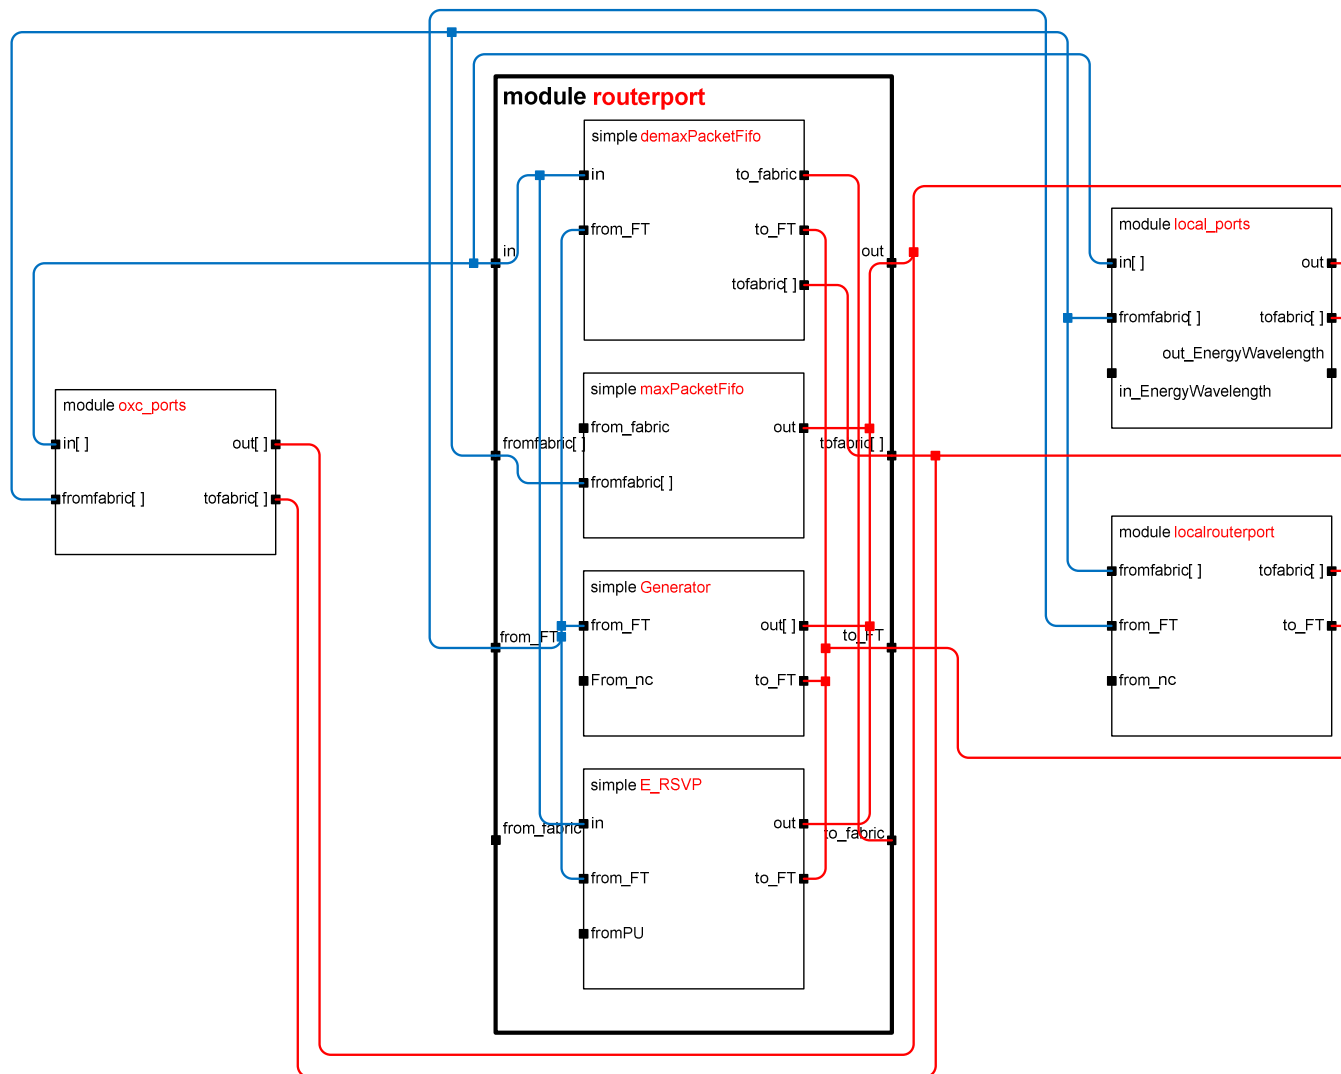 module routerport
simple demaxPacketFifo
in
to_fabric
from_FT
to_FT
tofabric[ ]
in
out
simple maxPacketFifo
from_fabric
out
fromfabric[ ]
tofabric[ ]
fromfabric[ ]
simple Generator
from_FT
out[ ]
from_FT
to_FT
From_nc
to_FT
simple E_RSVP
in
out
from_fabric
to_fabric
from_FT
to_FT
fromPU
module oxc_ports
in[ ]
out[ ]
fromfabric[ ]
tofabric[ ]
module local_ports
in[ ]
out
fromfabric[ ]
tofabric[ ]
out_EnergyWavelength
in_EnergyWavelength
module localrouterport
fromfabric[ ]
tofabric[ ]
from_FT
to_FT
from_nc